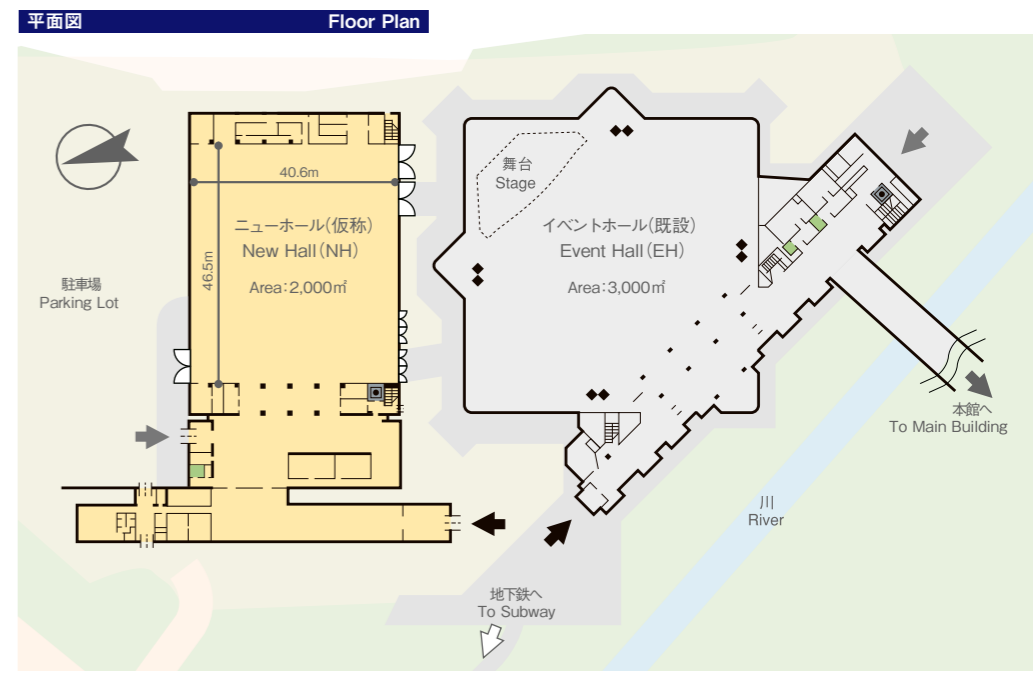 平面図 Floor Plan
舞台
Stage
40.6m
ニューホール(仮称)
New Hall(NH)
46.5m
Area:2,000㎡
イベントホール(既設)
Event Hall(EH)
Area:3,000㎡
駐車場
Parking Lot
本館へ
To Main Building
川
River
地下鉄へ
To Subway